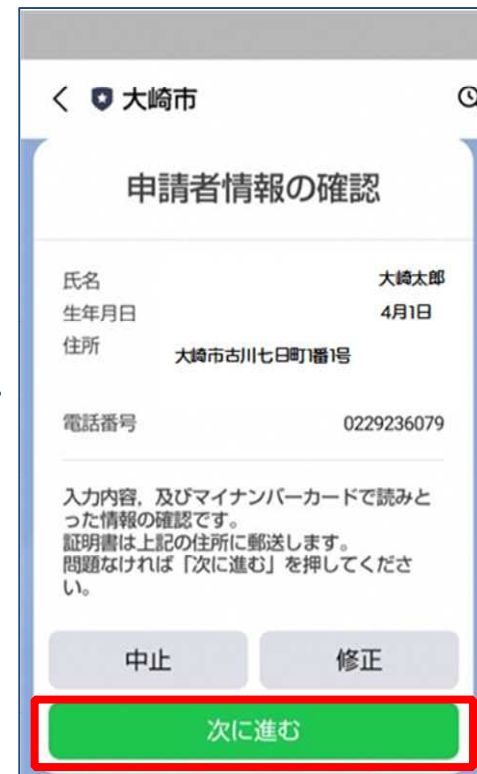 大崎市
申請者情報の確認
氏名 大崎太郎
生年月日 4月1日
住所 大崎市古川七日町1番1号
電話番号 0229236079
入力内容，及びマイナンバーカードで読みと
った情報の確認です。
証明書は上記の住所に郵送します。
問題なければ「次に進む」を押してくださ
い。
中止 修正
次に進む